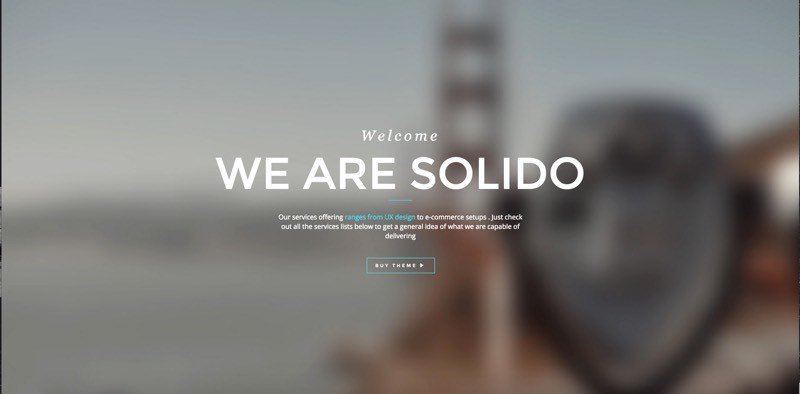 Welcome
WE ARE SOLIDO
Our services offering ranges from UX design to e-commerce setups . Just check
out all the services lists below to get a general idea of what we are capable of
delivering
BUY THEME